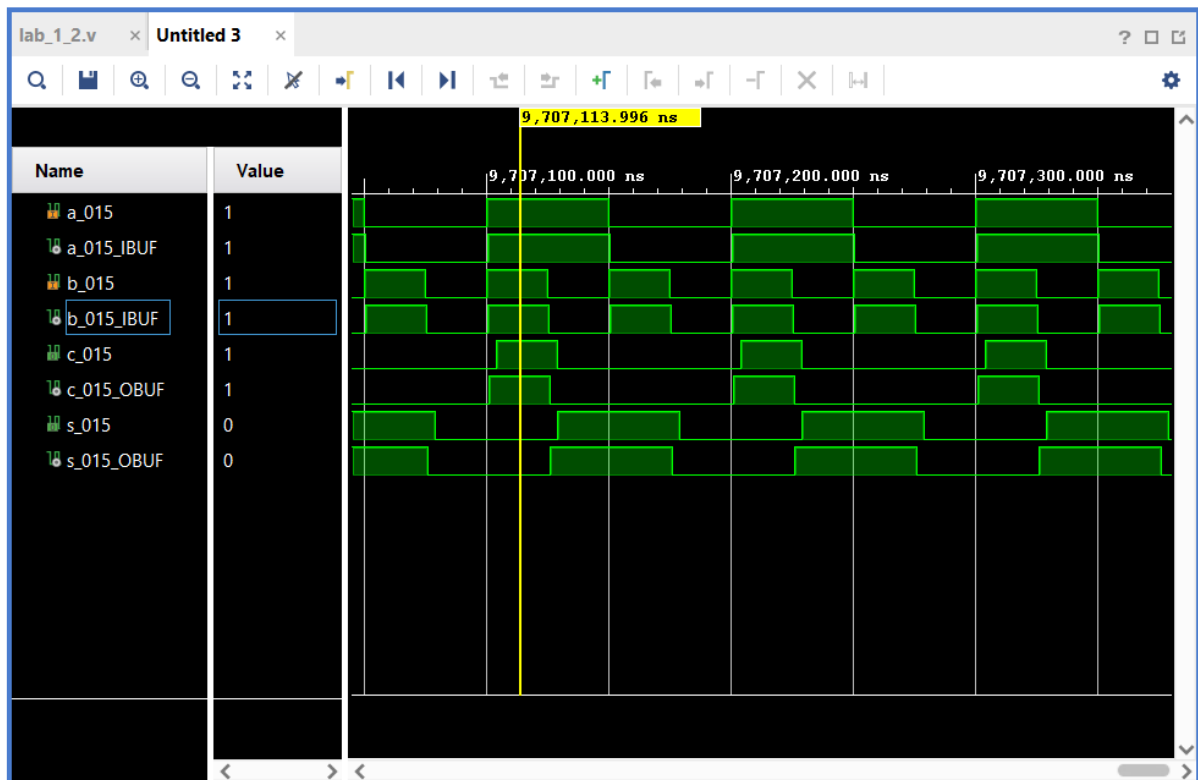 lab_1_2.v × Untitled 3 × ?
9,707,113.996 ns
Name Value 9,707,100.000 ns 9,707,200.000 ns 9,707,300.000 ns
a_015 1
a_015_IBUF 1
b_015 1
b_015_IBUF 1
c_015 1
c_015_OBUF 1
s_015 0
s_015_OBUF 0